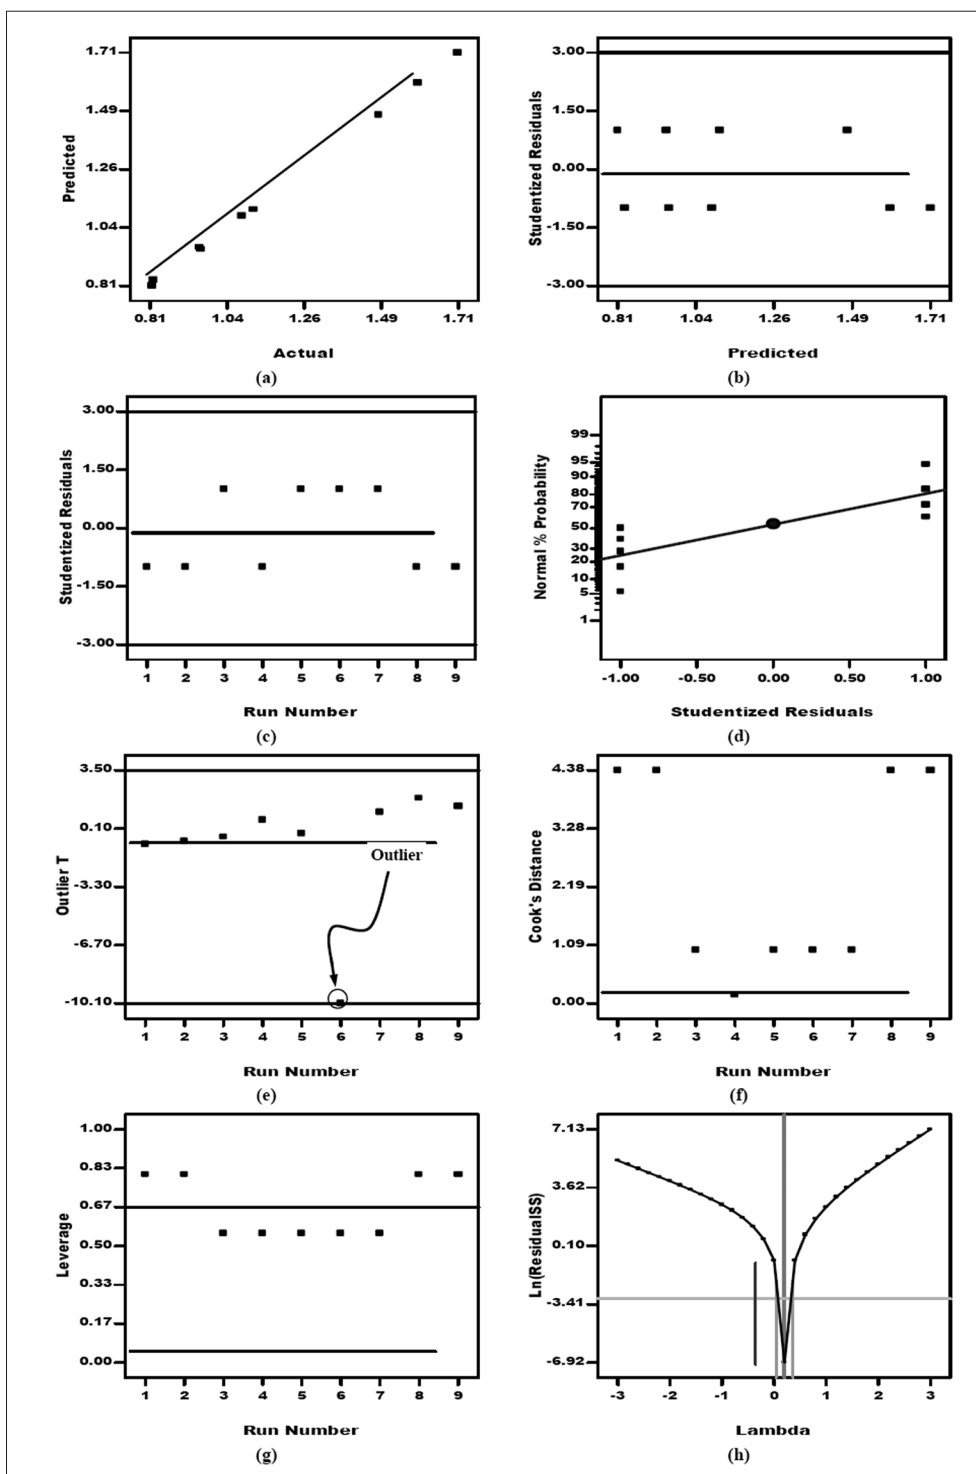 1.71
1.49
1.26
1.04
0.81
Predicted
0.81 1.04 1.26 1.49 1.71
Actual
(a)
3.00
1.50
0.00
-1.50
-3.00
Studentized Residuals
0.81 1.04 1.26 1.49 1.71
Predicted
(b)
3.00
1.50
0.00
-1.50
-3.00
Studentized Residuals
1 2 3 4 5 6 7 8 9
Run Number
(c)
99
95
90
80
70
50
30
20
10
5
1
Normal % Probability
-1.00 -0.50 0.00 0.50 1.00
Studentized Residuals
(d)
3.50
0.10
-3.30
-6.70
-10.10
Outlier T
Outlier
1 2 3 4 5 6 7 8 9
Run Number
(e)
4.38
3.28
2.19
1.09
0.00
Cook's Distance
1 2 3 4 5 6 7 8 9
Run Number
(f)
1.00
0.83
0.67
0.50
0.33
0.17
0.00
Leverage
1 2 3 4 5 6 7 8 9
Run Number
(g)
7.13
3.62
0.10
-3.41
-6.92
Ln(ResidualSS)
-3 -2 -1 0 1 2 3
Lambda
(h)